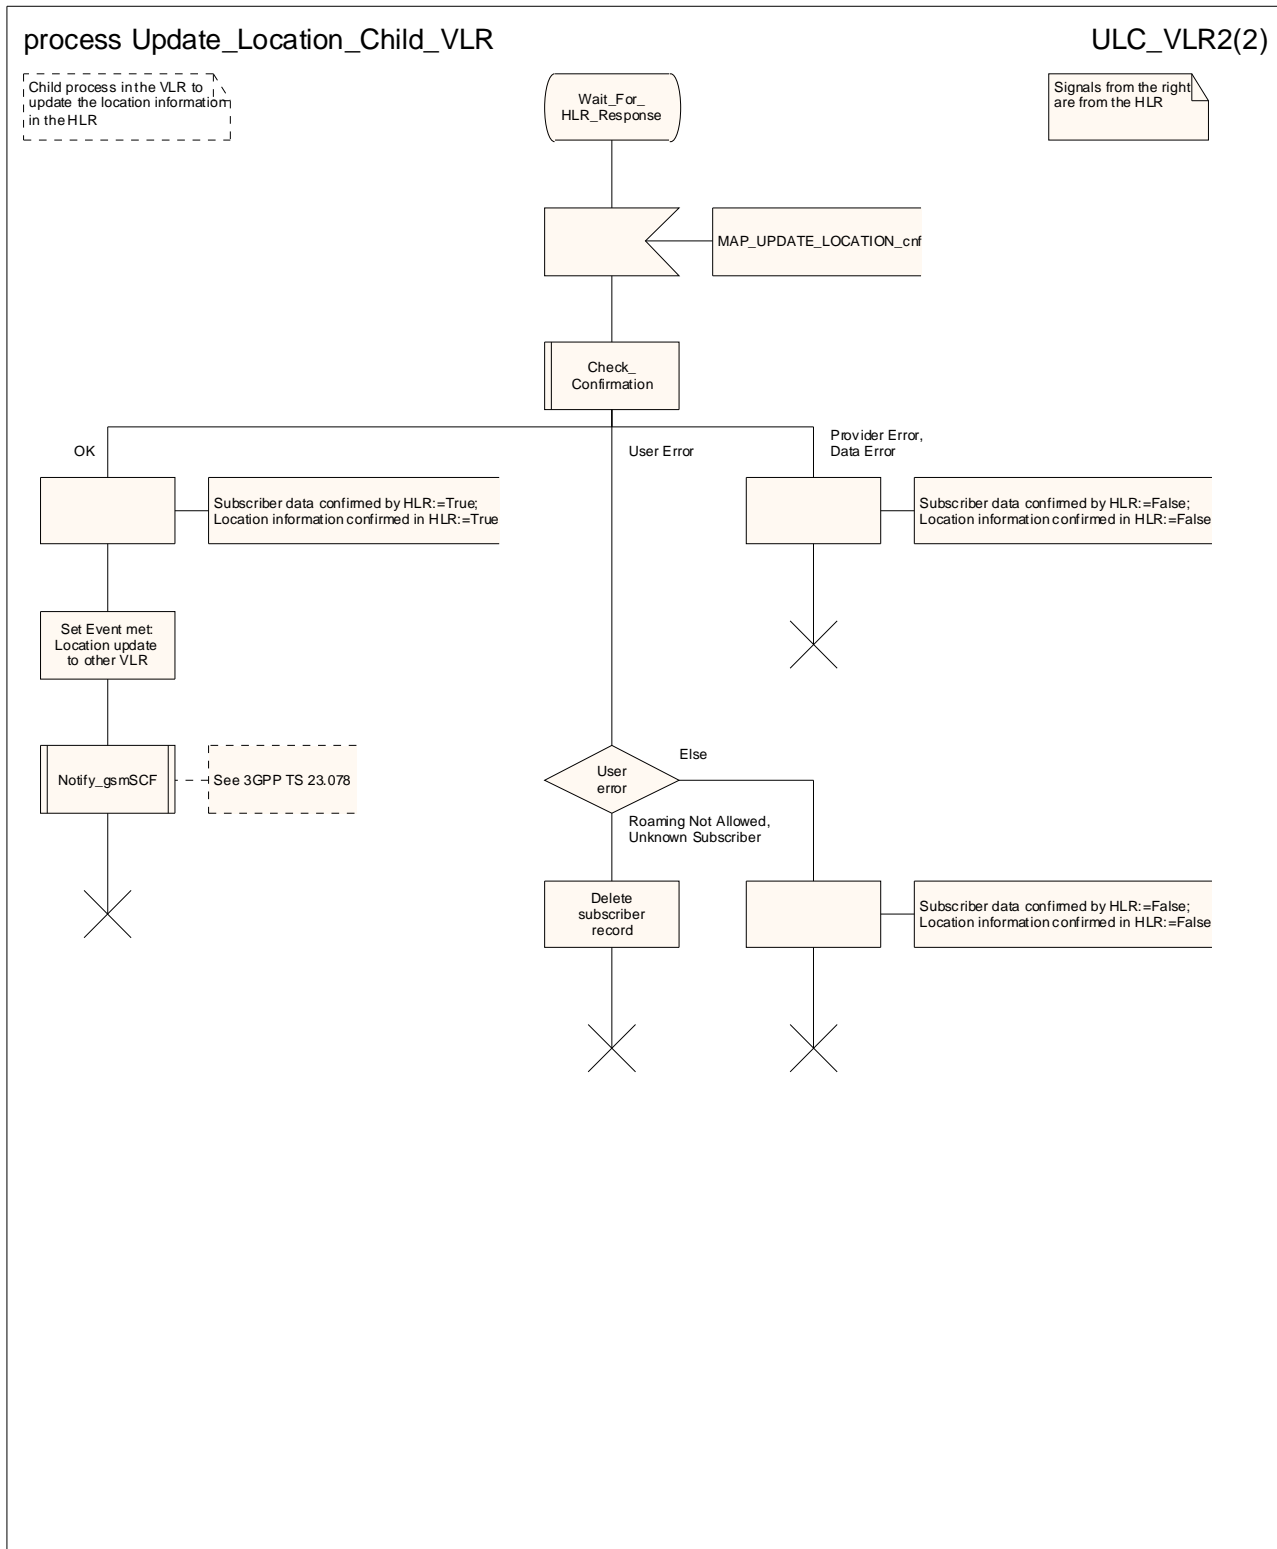 process Update_Location_Child_VLR
ULC_VLR2(2)
Child process in the VLR to
update the location information
in the HLR
Wait_For_
HLR_Response
Signals from the right
are from the HLR
MAP_UPDATE_LOCATION_cnf
Check_
Confirmation
OK
User Error
Provider Error,
Data Error
Subscriber data confirmed by HLR:=True;
Location information confirmed in HLR:=True
Subscriber data confirmed by HLR:=False;
Location information confirmed in HLR:=False
Set Event met:
Location update
to other VLR
Notify_gsmSCF
See 3GPP TS 23.078
User
error
Else
Roaming Not Allowed,
Unknown Subscriber
Delete
subscriber
record
Subscriber data confirmed by HLR:=False;
Location information confirmed in HLR:=False